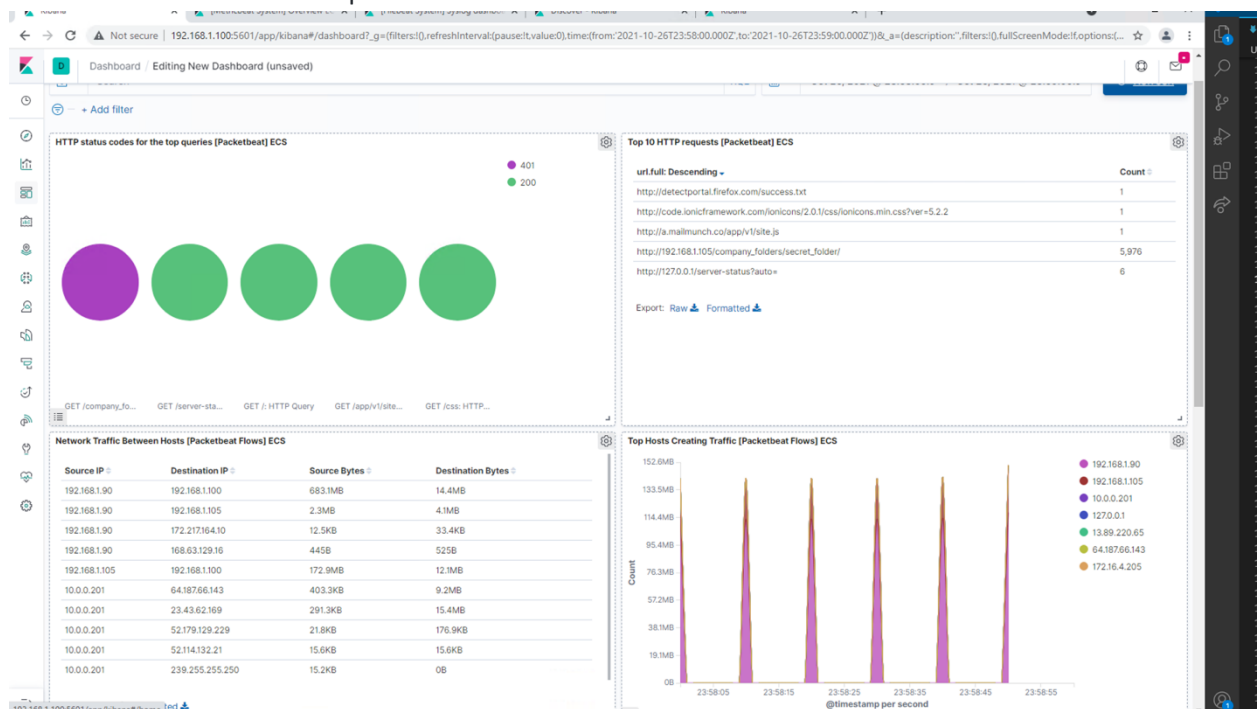 Kibana
[Metricbeat System] Overview
[Filebeat System] Syslog dash
Discover - Kibana
Kibana
Not secure | 192.168.1.100:5601/app/kibana#/dashboard?_g=(filters:!(),refreshInterval:(pause:!t,value:0),time:(from:'2021-10-26T23:58:00.000Z',to:'2021-10-26T23:59:00.000Z'))&_a=(description:'',filters:!(),fullScreenMode:!f,options:(...
D Dashboard / Editing New Dashboard (unsaved)
+ Add filter
HTTP status codes for the top queries [Packetbeat] ECS
401
200
GET /company_fo... GET /server-sta... GET /: HTTP Query GET /app/v1/site... GET /css: HTTP...
Top 10 HTTP requests [Packetbeat] ECS
url.full: Descending Count
http://detectportal.firefox.com/success.txt 1
http://code.ionicframework.com/ionicons/2.0.1/css/ionicons.min.css?ver=5.2.2 1
http://a.mailmunch.co/app/v1/site.js 1
http://192.168.1.105/company_folders/secret_folder/ 5,976
http://127.0.0.1/server-status?auto= 6
Export: Raw Formatted
Network Traffic Between Hosts [Packetbeat Flows] ECS
Source IP Destination IP Source Bytes Destination Bytes
192.168.1.90 192.168.1.100 683.1MB 14.4MB
192.168.1.90 192.168.1.105 2.3MB 4.1MB
192.168.1.90 172.217.164.10 12.5KB 33.4KB
192.168.1.90 168.63.129.16 445B 525B
192.168.1.105 192.168.1.100 172.9MB 12.1MB
10.0.0.201 64.187.66.143 403.3KB 9.2MB
10.0.0.201 23.43.62.169 291.3KB 15.4MB
10.0.0.201 52.179.129.229 21.8KB 176.9KB
10.0.0.201 52.114.132.21 15.6KB 15.6KB
10.0.0.201 239.255.255.250 15.2KB 0B
Top Hosts Creating Traffic [Packetbeat Flows] ECS
152.6MB
133.5MB
114.4MB
95.4MB
76.3MB
57.2MB
38.1MB
19.1MB
0B
Count
23:58:05 23:58:15 23:58:25 23:58:35 23:58:45 23:58:55
@timestamp per second
192.168.1.90
192.168.1.105
10.0.0.201
127.0.0.1
13.89.220.65
64.187.66.143
172.16.4.205